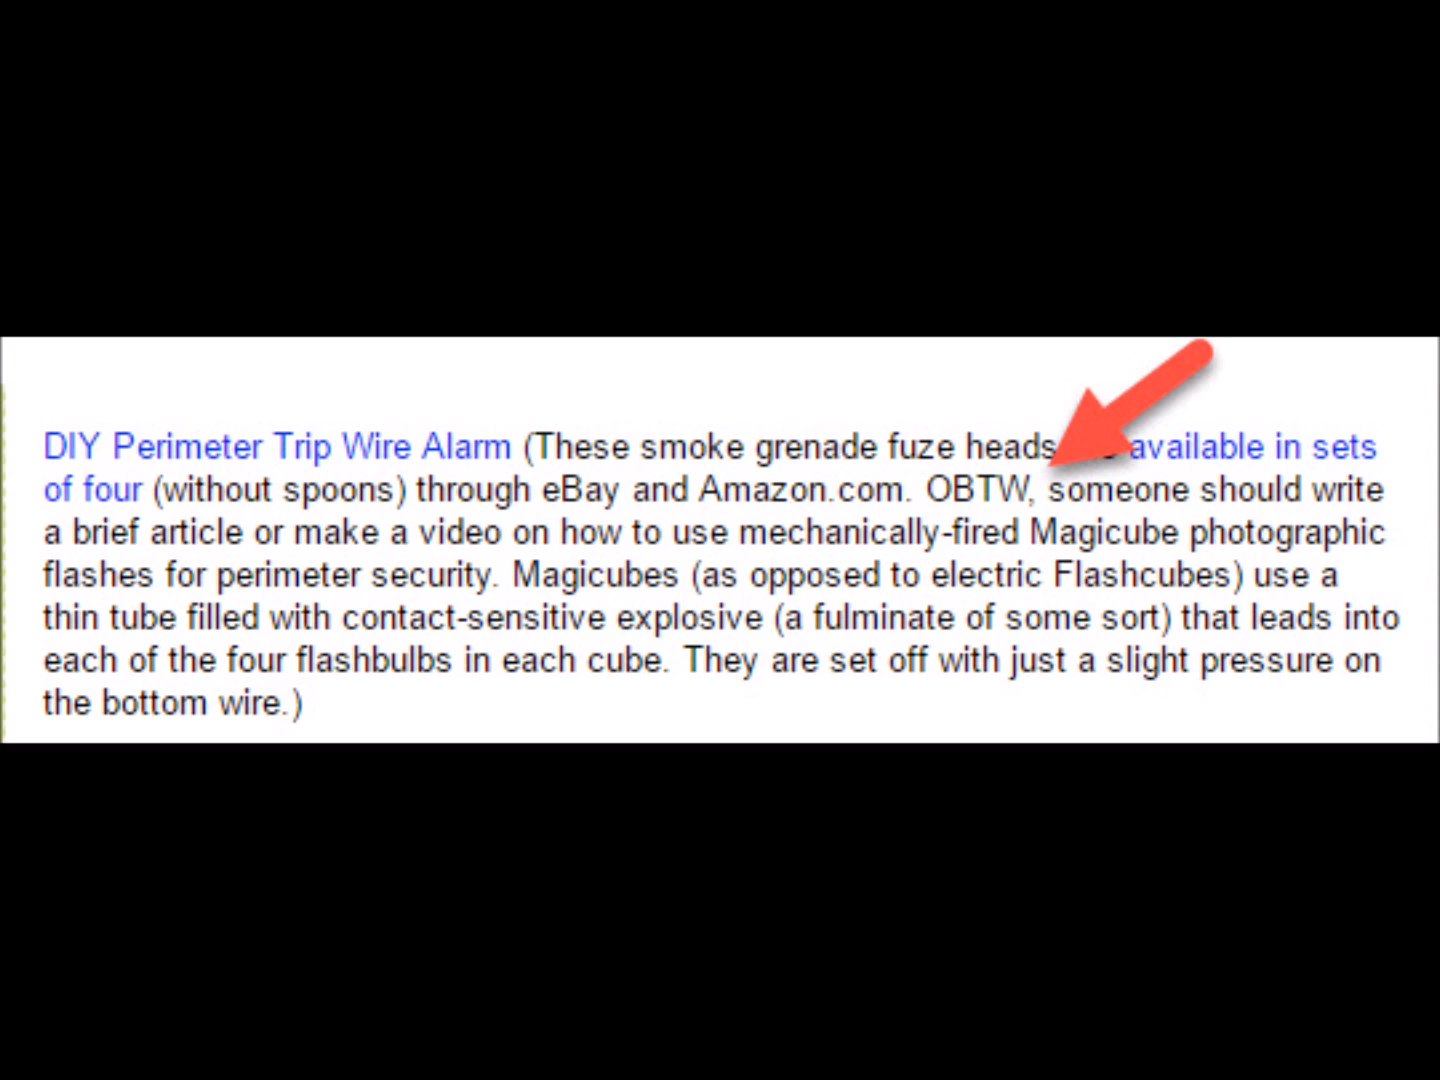 DIY Perimeter Trip Wire Alarm (These smoke grenade fuze heads available in sets
of four (without spoons) through eBay and Amazon.com. OBTW, someone should write
a brief article or make a video on how to use mechanically-fired Magicube photographic
flashes for perimeter security. Magicubes (as opposed to electric Flashcubes) use a
thin tube filled with contact-sensitive explosive (a fulminate of some sort) that leads into
each of the four flashbulbs in each cube. They are set off with just a slight pressure on
the bottom wire.)